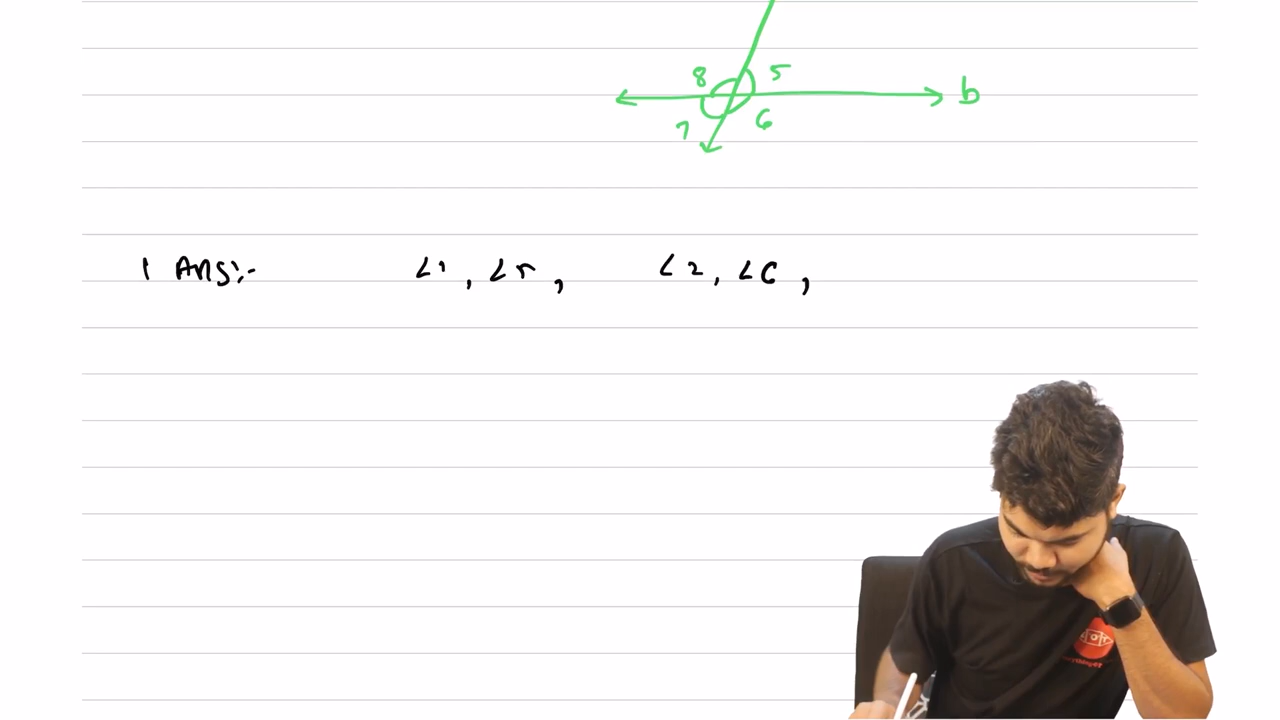 8 5
b
7 6
1 Ans:- ∠1, ∠5, ∠2, ∠6,